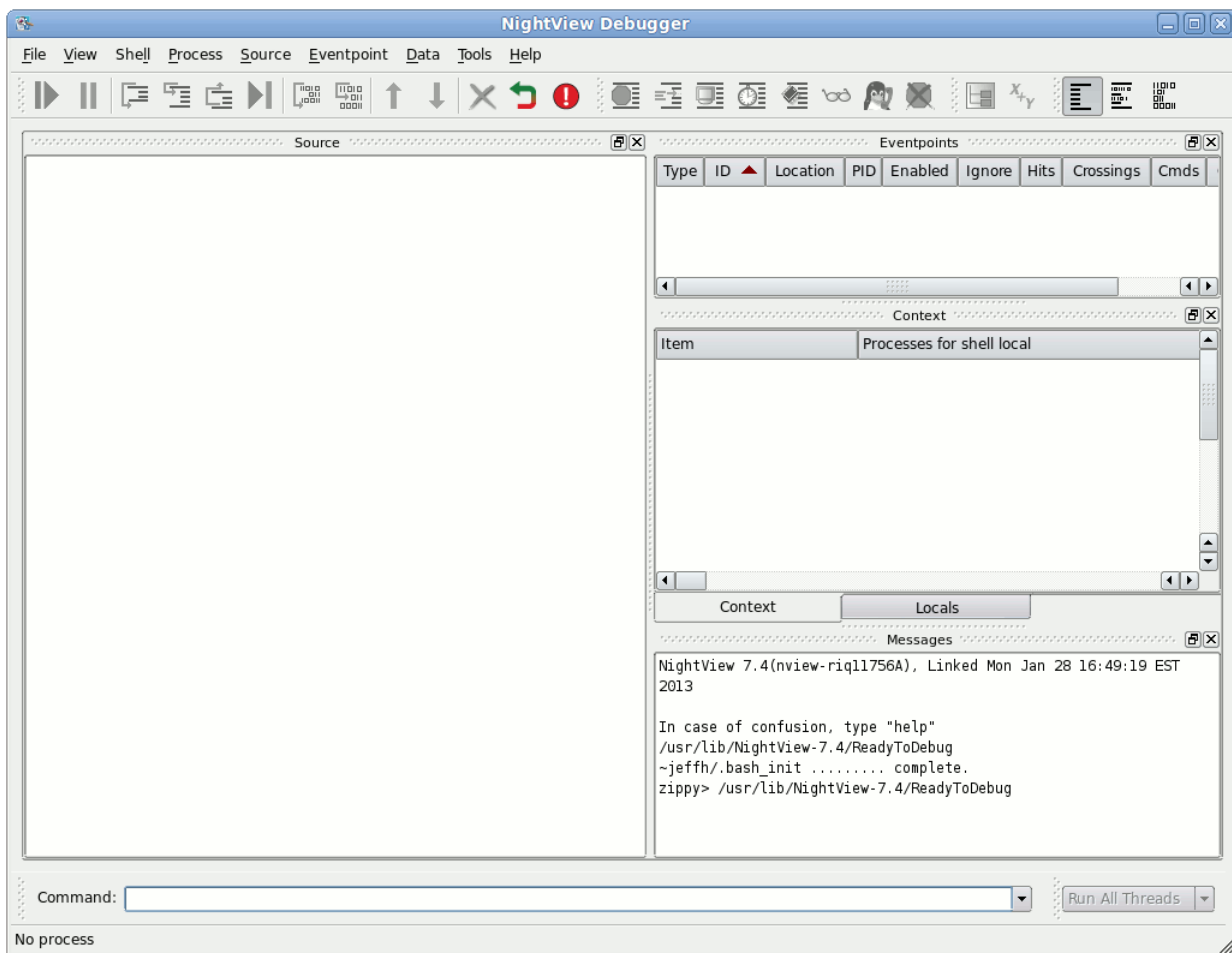 NightView Debugger
File View Shell Process Source Eventpoint Data Tools Help
Source
Eventpoints
Type ID Location PID Enabled Ignore Hits Crossings Cmds
Context
Item Processes for shell local
Context Locals
Messages
NightView 7.4(nview-riq11756A), Linked Mon Jan 28 16:49:19 EST
2013
In case of confusion, type "help"
/usr/lib/NightView-7.4/ReadyToDebug
~jeffh/.bash_init ......... complete.
zippy> /usr/lib/NightView-7.4/ReadyToDebug
Command:
Run All Threads
No process